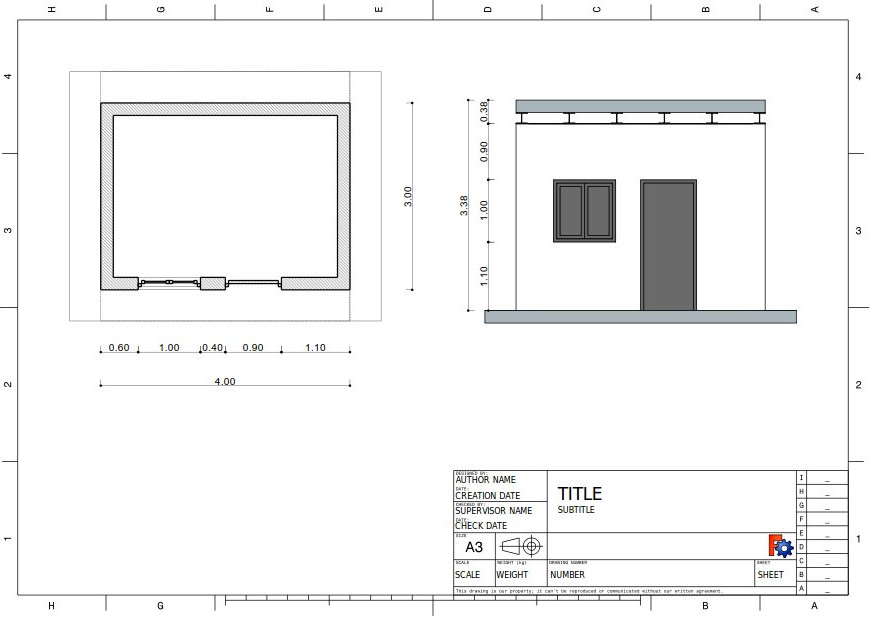 H G F E D C B A
4 4
3 3
2 2
1 1
3.00
0.60 1.00 0.40 0.90 1.10
4.00
0.38
0.90
1.00
1.10
3.38
DESIGNED BY:
AUTHOR NAME
DATE:
CREATION DATE
CHECKED BY:
SUPERVISOR NAME
DATE:
CHECK DATE
TITLE
SUBTITLE
SIZE
A3
SCALE
SCALE
WEIGHT (kg)
WEIGHT
DRAWING NUMBER
NUMBER
SHEET
SHEET
This drawing is our property; it can't be reproduced or communicated without our written agreement.
I _
H _
G _
F _
E _
D _
C _
B _
A _
H G B A